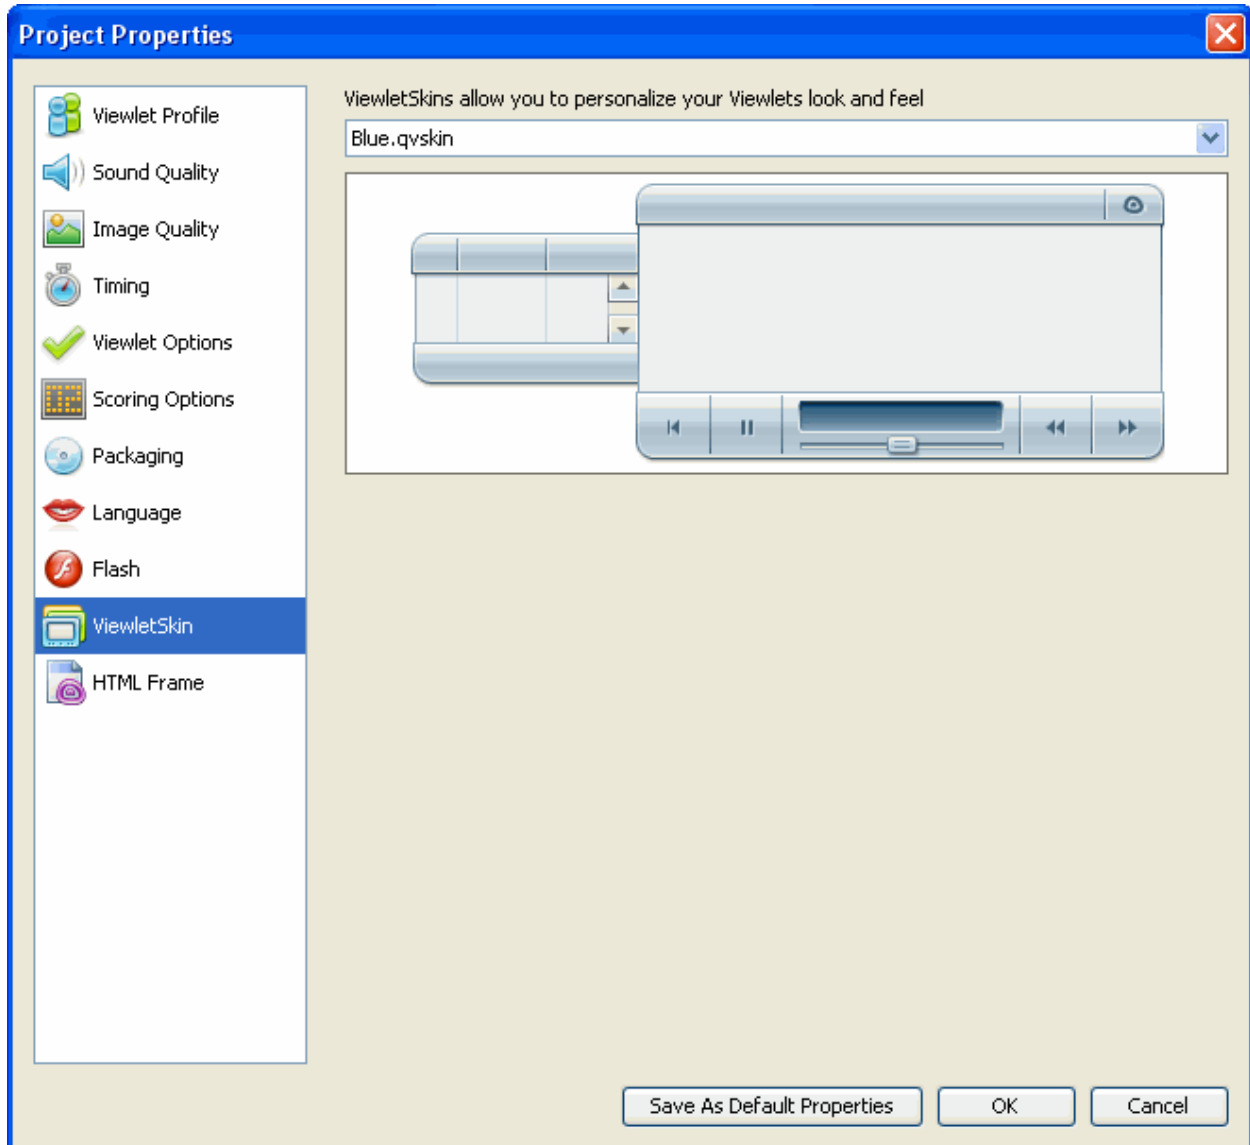 Project Properties
Viewlet Profile
Sound Quality
Image Quality
Timing
Viewlet Options
Scoring Options
Packaging
Language
Flash
ViewletSkin
HTML Frame
ViewletSkins allow you to personalize your Viewlets look and feel
Blue.qvskin
Save As Default Properties
OK
Cancel